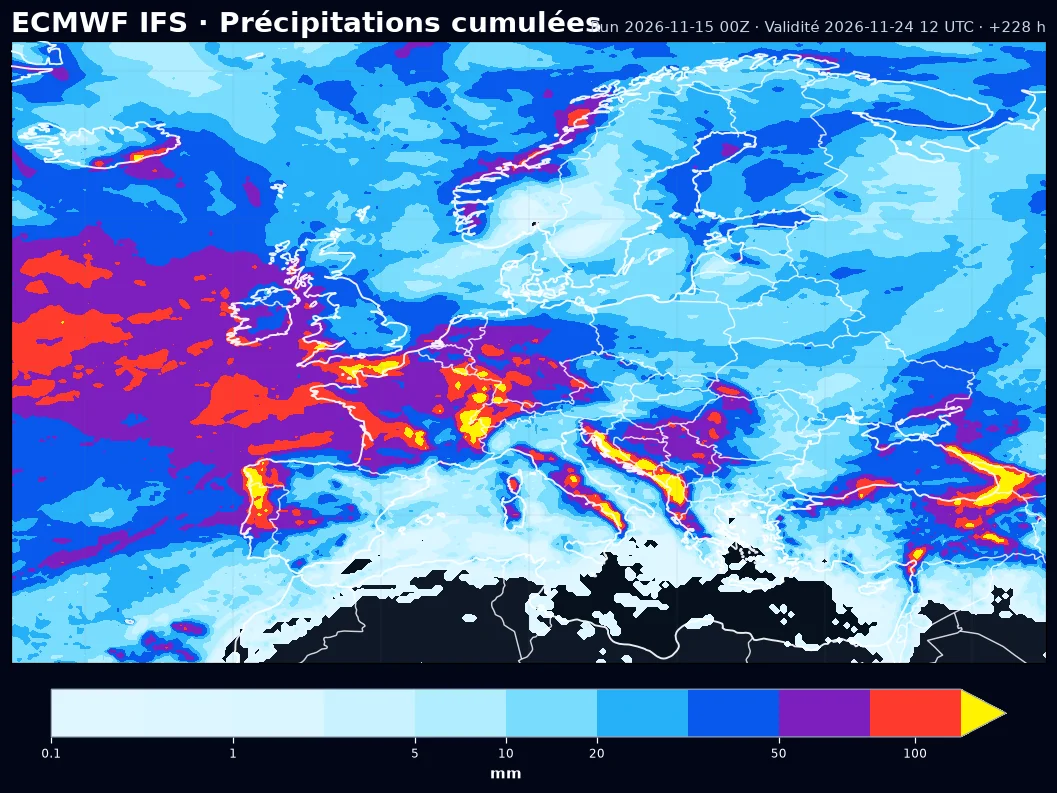 ECMWF IFS · Précipitations cumulées
Run 2026-11-15 00Z · Validité 2026-11-24 12 UTC · +228 h
0.1 1 5 10 20 50 100
mm